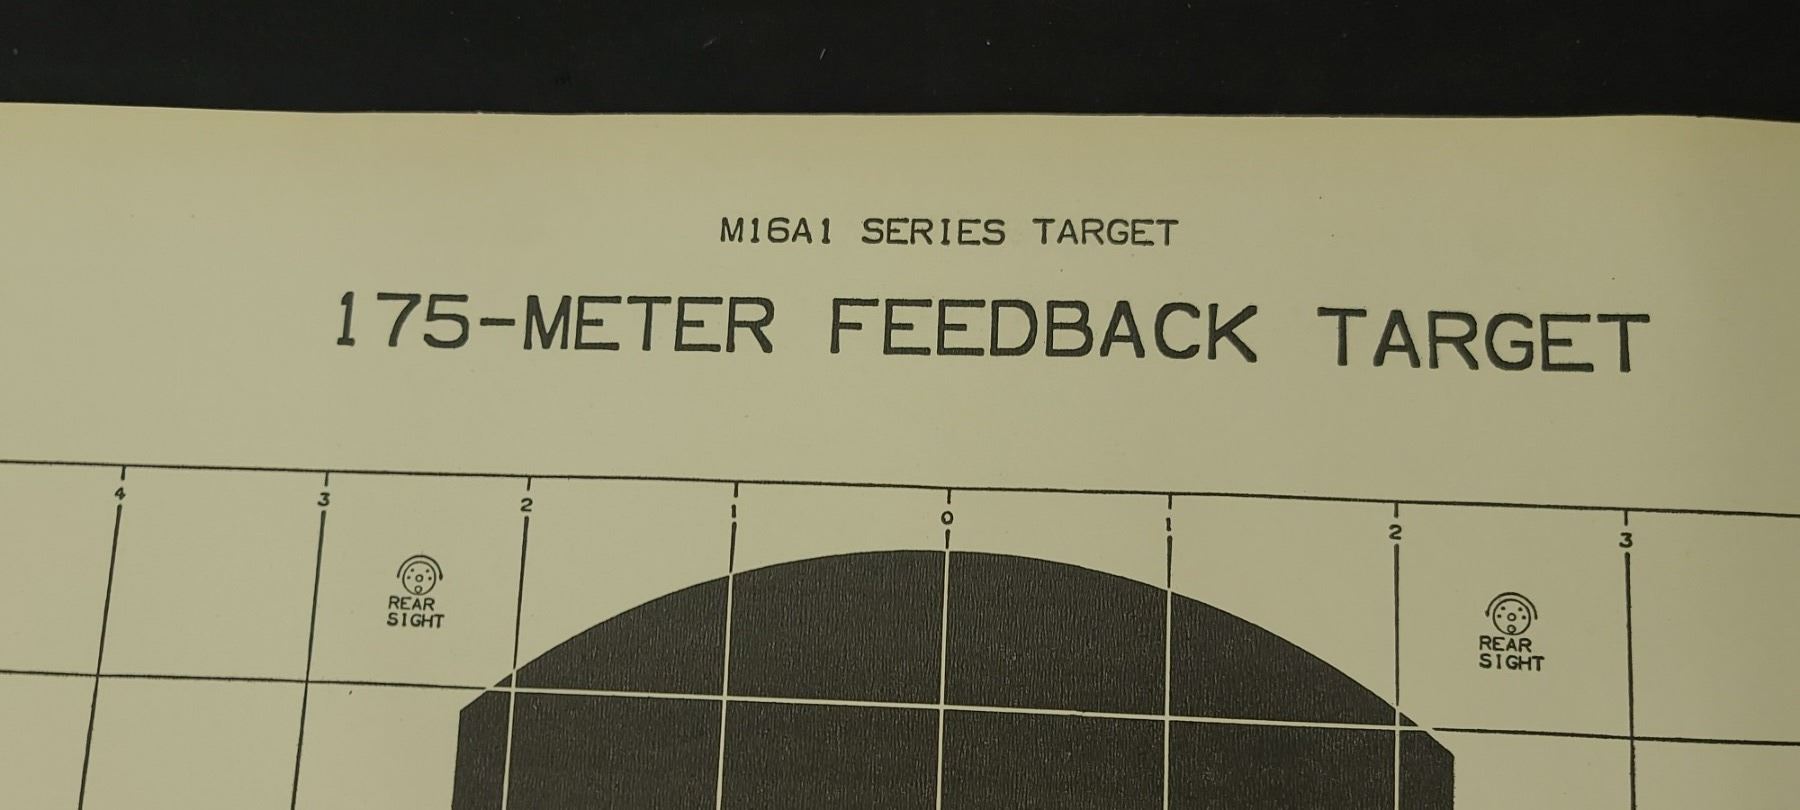 M16A1 SERIES TARGET
175-METER FEEDBACK TARGET
4 3 2 1 0 1 2 3
REAR
SIGHT
REAR
SIGHT